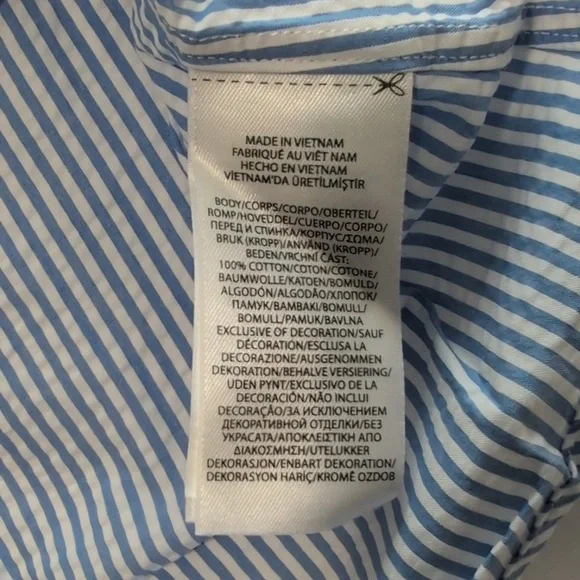 MADE IN VIETNAM
FABRIQUÉ AU VIÊT NAM
HECHO EN VIETNAM
VIETNAM'DA ÜRETİLMİŞTİR
BODY/CORPS/CORPO/OBERTEIL/
ROMP/HOVEDDEL/CUERPO/CORPO/
ПЕРЕД И СПИНКА/КОРПУС/ΣΩΜΑ/
BRUK (KROPP)/ANVÄND (KROPP)/
BEDEN/VRCHNÍ ČÁST:
100% COTTON/COTON/COTONE/
BAUMWOLLE/KATOEN/BOMULD/
ALGODÓN/ALGODÃO/ХЛОПОК/
ПАМУК/ΒΑΜΒΑΚΙ/BOMULL/
BOMULL/PAMUK/BAVLNA
EXCLUSIVE OF DECORATION/SAUF
DÉCORATION/ESCLUSA LA
DECORAZIONE/AUSGENOMMEN
DEKORATION/BEHALVE VERSIERING/
UDEN PYNT/EXCLUSIVO DE LA
DECORACIÓN/NÃO INCLUI
DECORAÇÃO/ЗА ИСКЛЮЧЕНИЕМ
ДЕКОРАТИВНОЙ ОТДЕЛКИ/БЕЗ
УКРАСАТА/ΑΠΟΚΛΕΙΣΤΙΚΗ ΑΠΟ
ΔΙΑΚΟΣΜΗΣΗ/UTELUKKER
DEKORASJON/ENBART DEKORATION/
DEKORASYON HARİÇ/KROMĚ OZDOB